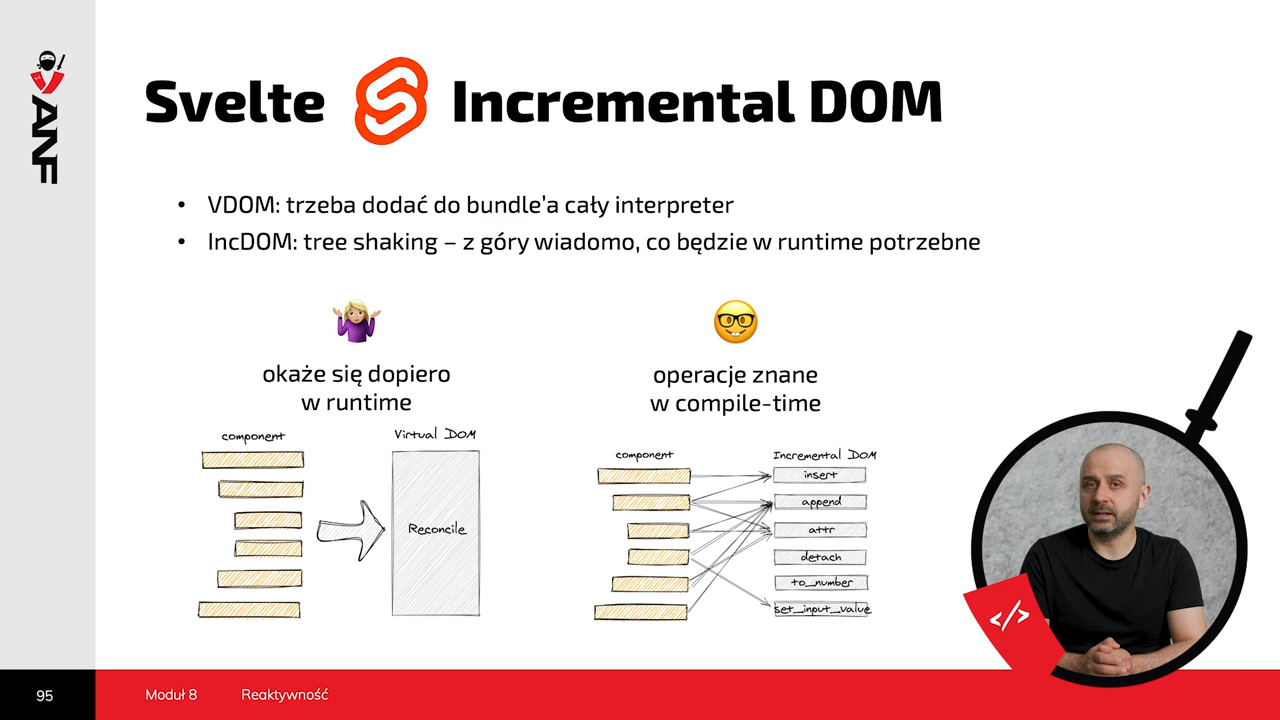 ANF
Svelte Incremental DOM
• VDOM: trzeba dodać do bundle’a cały interpreter
• IncDOM: tree shaking – z góry wiadomo, co będzie w runtime potrzebne
okaże się dopiero
w runtime
component
Virtual DOM
Reconcile
operacje znane
w compile-time
component
Incremental DOM
insert
append
attr
detach
to_number
set_input_value
</>
95
Moduł 8
Reaktywność